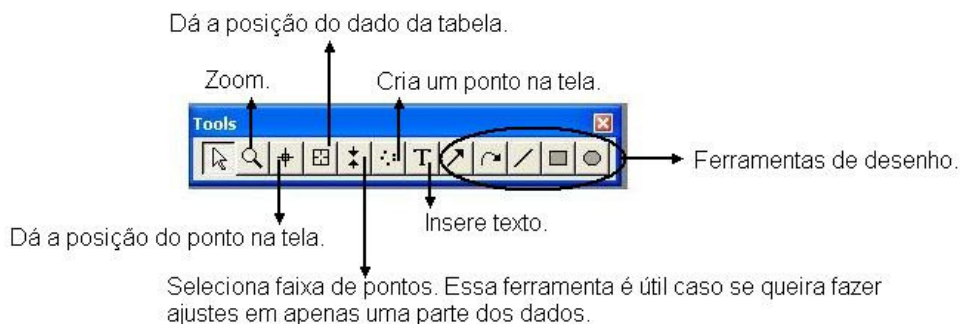 Dá a posição do dado da tabela.
Zoom.
Cria um ponto na tela.
Tools
T
Ferramentas de desenho.
Insere texto.
Dá a posição do ponto na tela.
Seleciona faixa de pontos. Essa ferramenta é útil caso se queira fazer
ajustes em apenas uma parte dos dados.